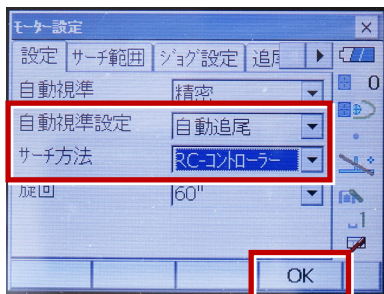 モーター設定
設定 サーチ範囲 ジョグ設定 追尾
自動視準 精密
自動視準設定 自動追尾
サーチ方法 RC-コントローラー
旋回 60"
OK
0
1